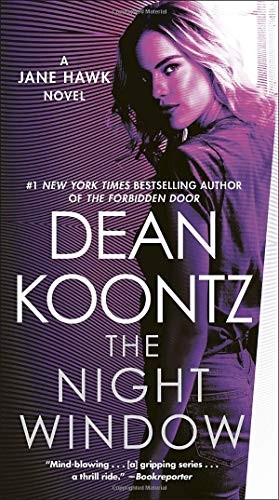 A
JANE HAWK
NOVEL
#1 NEW YORK TIMES BESTSELLING AUTHOR
OF THE FORBIDDEN DOOR
DEAN
KOONTZ
THE
NIGHT
WINDOW
"Mind-blowing . . . [a] gripping series . . .
a thrill ride." —Bookreporter